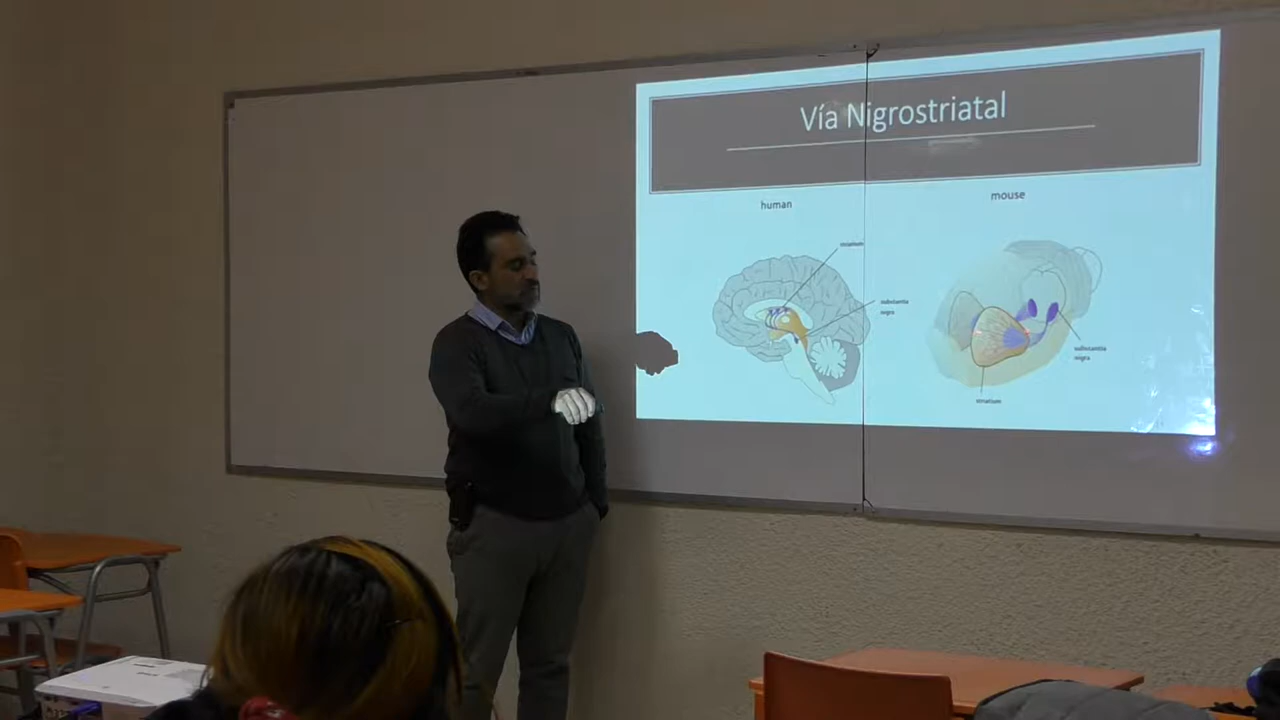 Vía Nigrostriatal
human
mouse
striatum
substantia
nigra
substantia
nigra
striatum